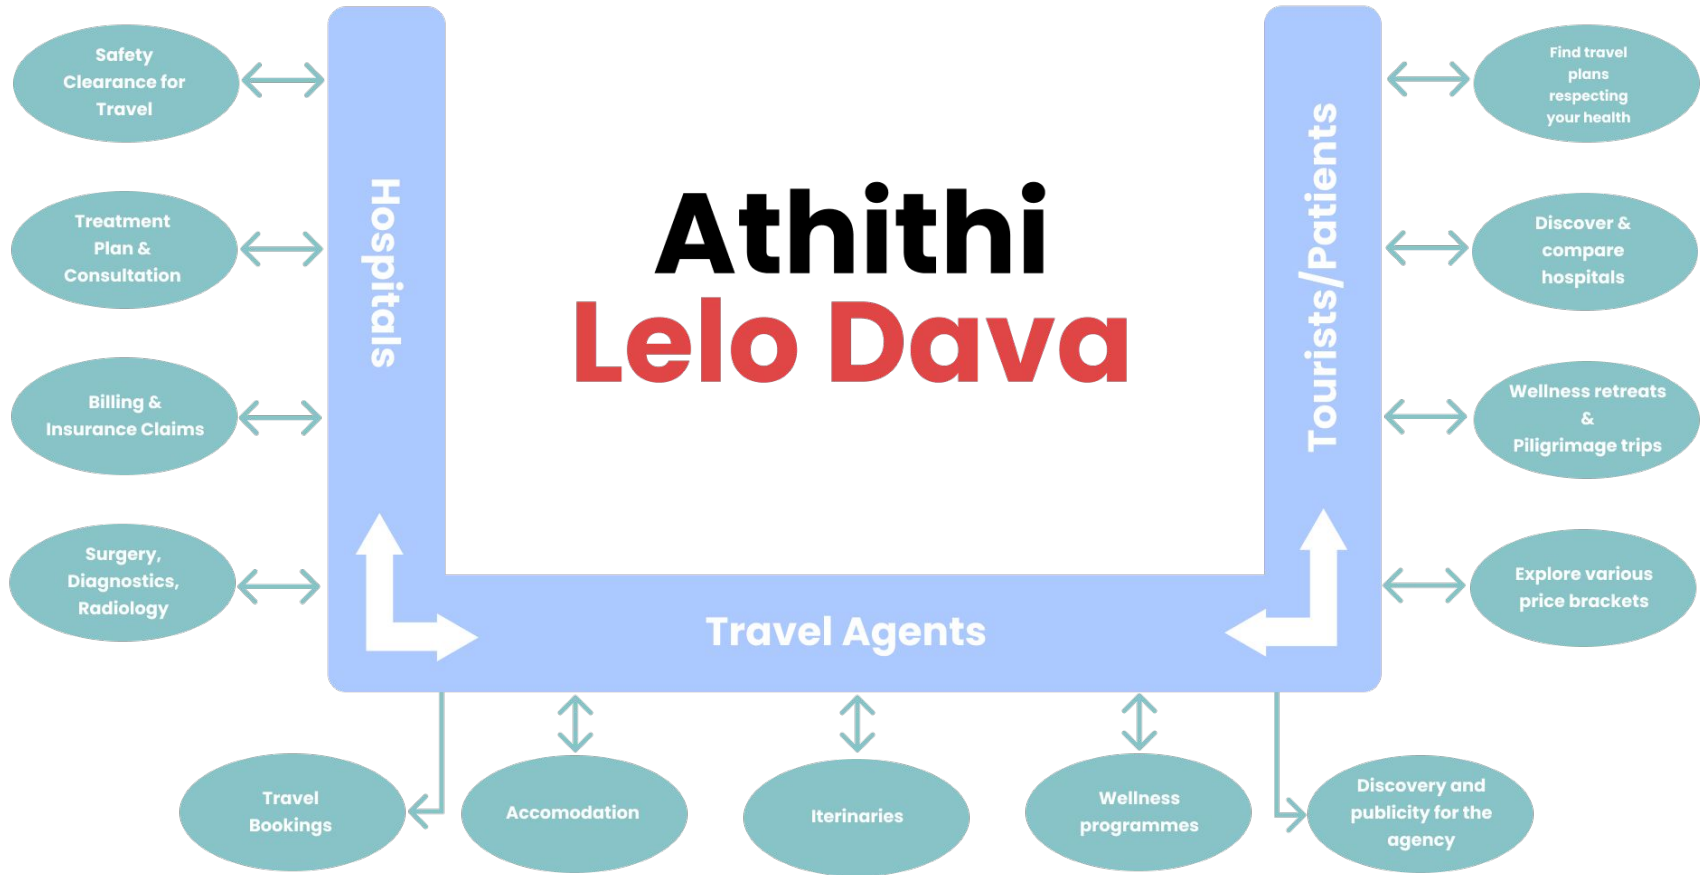 Safety
Clearance for
Travel
Treatment
Plan &
Consultation
Billing &
Insurance Claims
Surgery,
Diagnostics,
Radiology
Hospitals
Athithi
Lelo Dava
Tourists/Patients
Find travel
plans
respecting
your health
Discover &
compare
hospitals
Wellness retreats
&
Piligrimage trips
Explore various
price brackets
Travel Agents
Travel
Bookings
Accomodation
Iterinaries
Wellness
programmes
Discovery and
publicity for the
agency